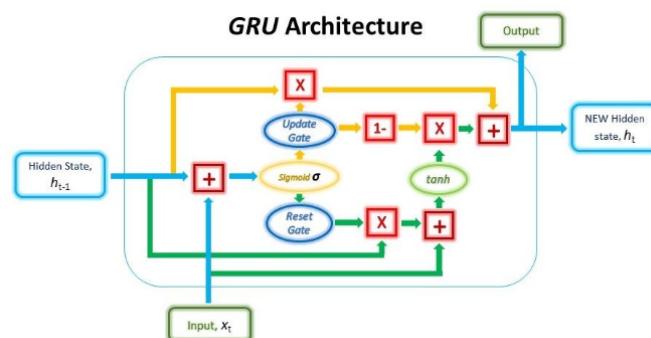 GRU Architecture
Output
X
Update
Gate
1-
X
+
NEW Hidden
state, hₜ
Hidden State,
hₜ₋₁
+
Sigmoid σ
tanh
Reset
Gate
X
+
Input, xₜ